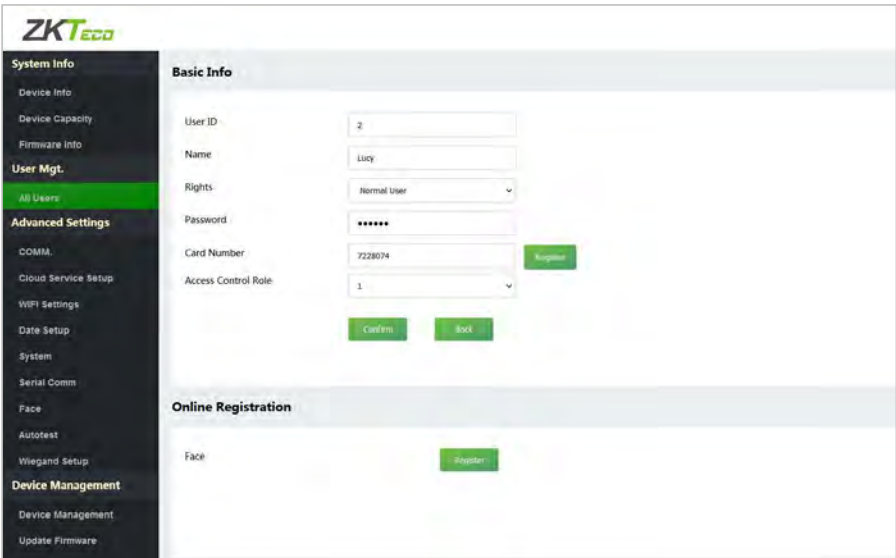 ZKTeco
System Info
Device Info
Device Capacity
Firmware Info
User Mgt.
All Users
Advanced Settings
COMM.
Cloud Service Setup
WIFI Settings
Date Setup
System
Serial Comm
Face
Autotest
Wiegand Setup
Device Management
Device Management
Update Firmware
Basic Info
User ID 2
Name Lucy
Rights Normal User
Password ••••••
Card Number 7228074 Register
Access Control Role 1
Confirm Back
Online Registration
Face Register